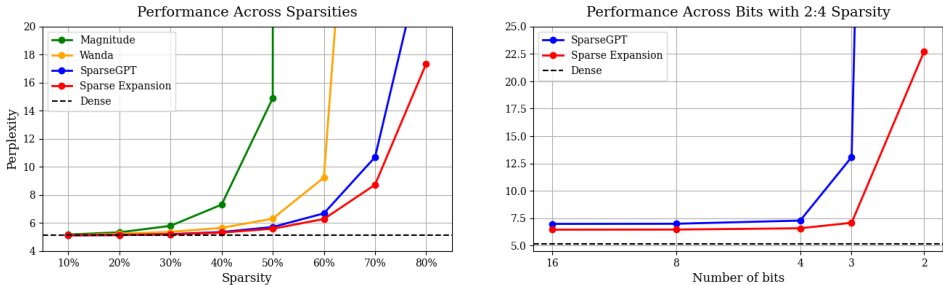 Performance Across Sparsities
20
18
16
14
12
10
8
6
4
Perplexity
Magnitude
Wanda
SparseGPT
Sparse Expansion
Dense
10% 20% 30% 40% 50% 60% 70% 80%
Sparsity
Performance Across Bits with 2:4 Sparsity
25.0
22.5
20.0
17.5
15.0
12.5
10.0
7.5
5.0
SparseGPT
Sparse Expansion
Dense
16 8 4 3 2
Number of bits